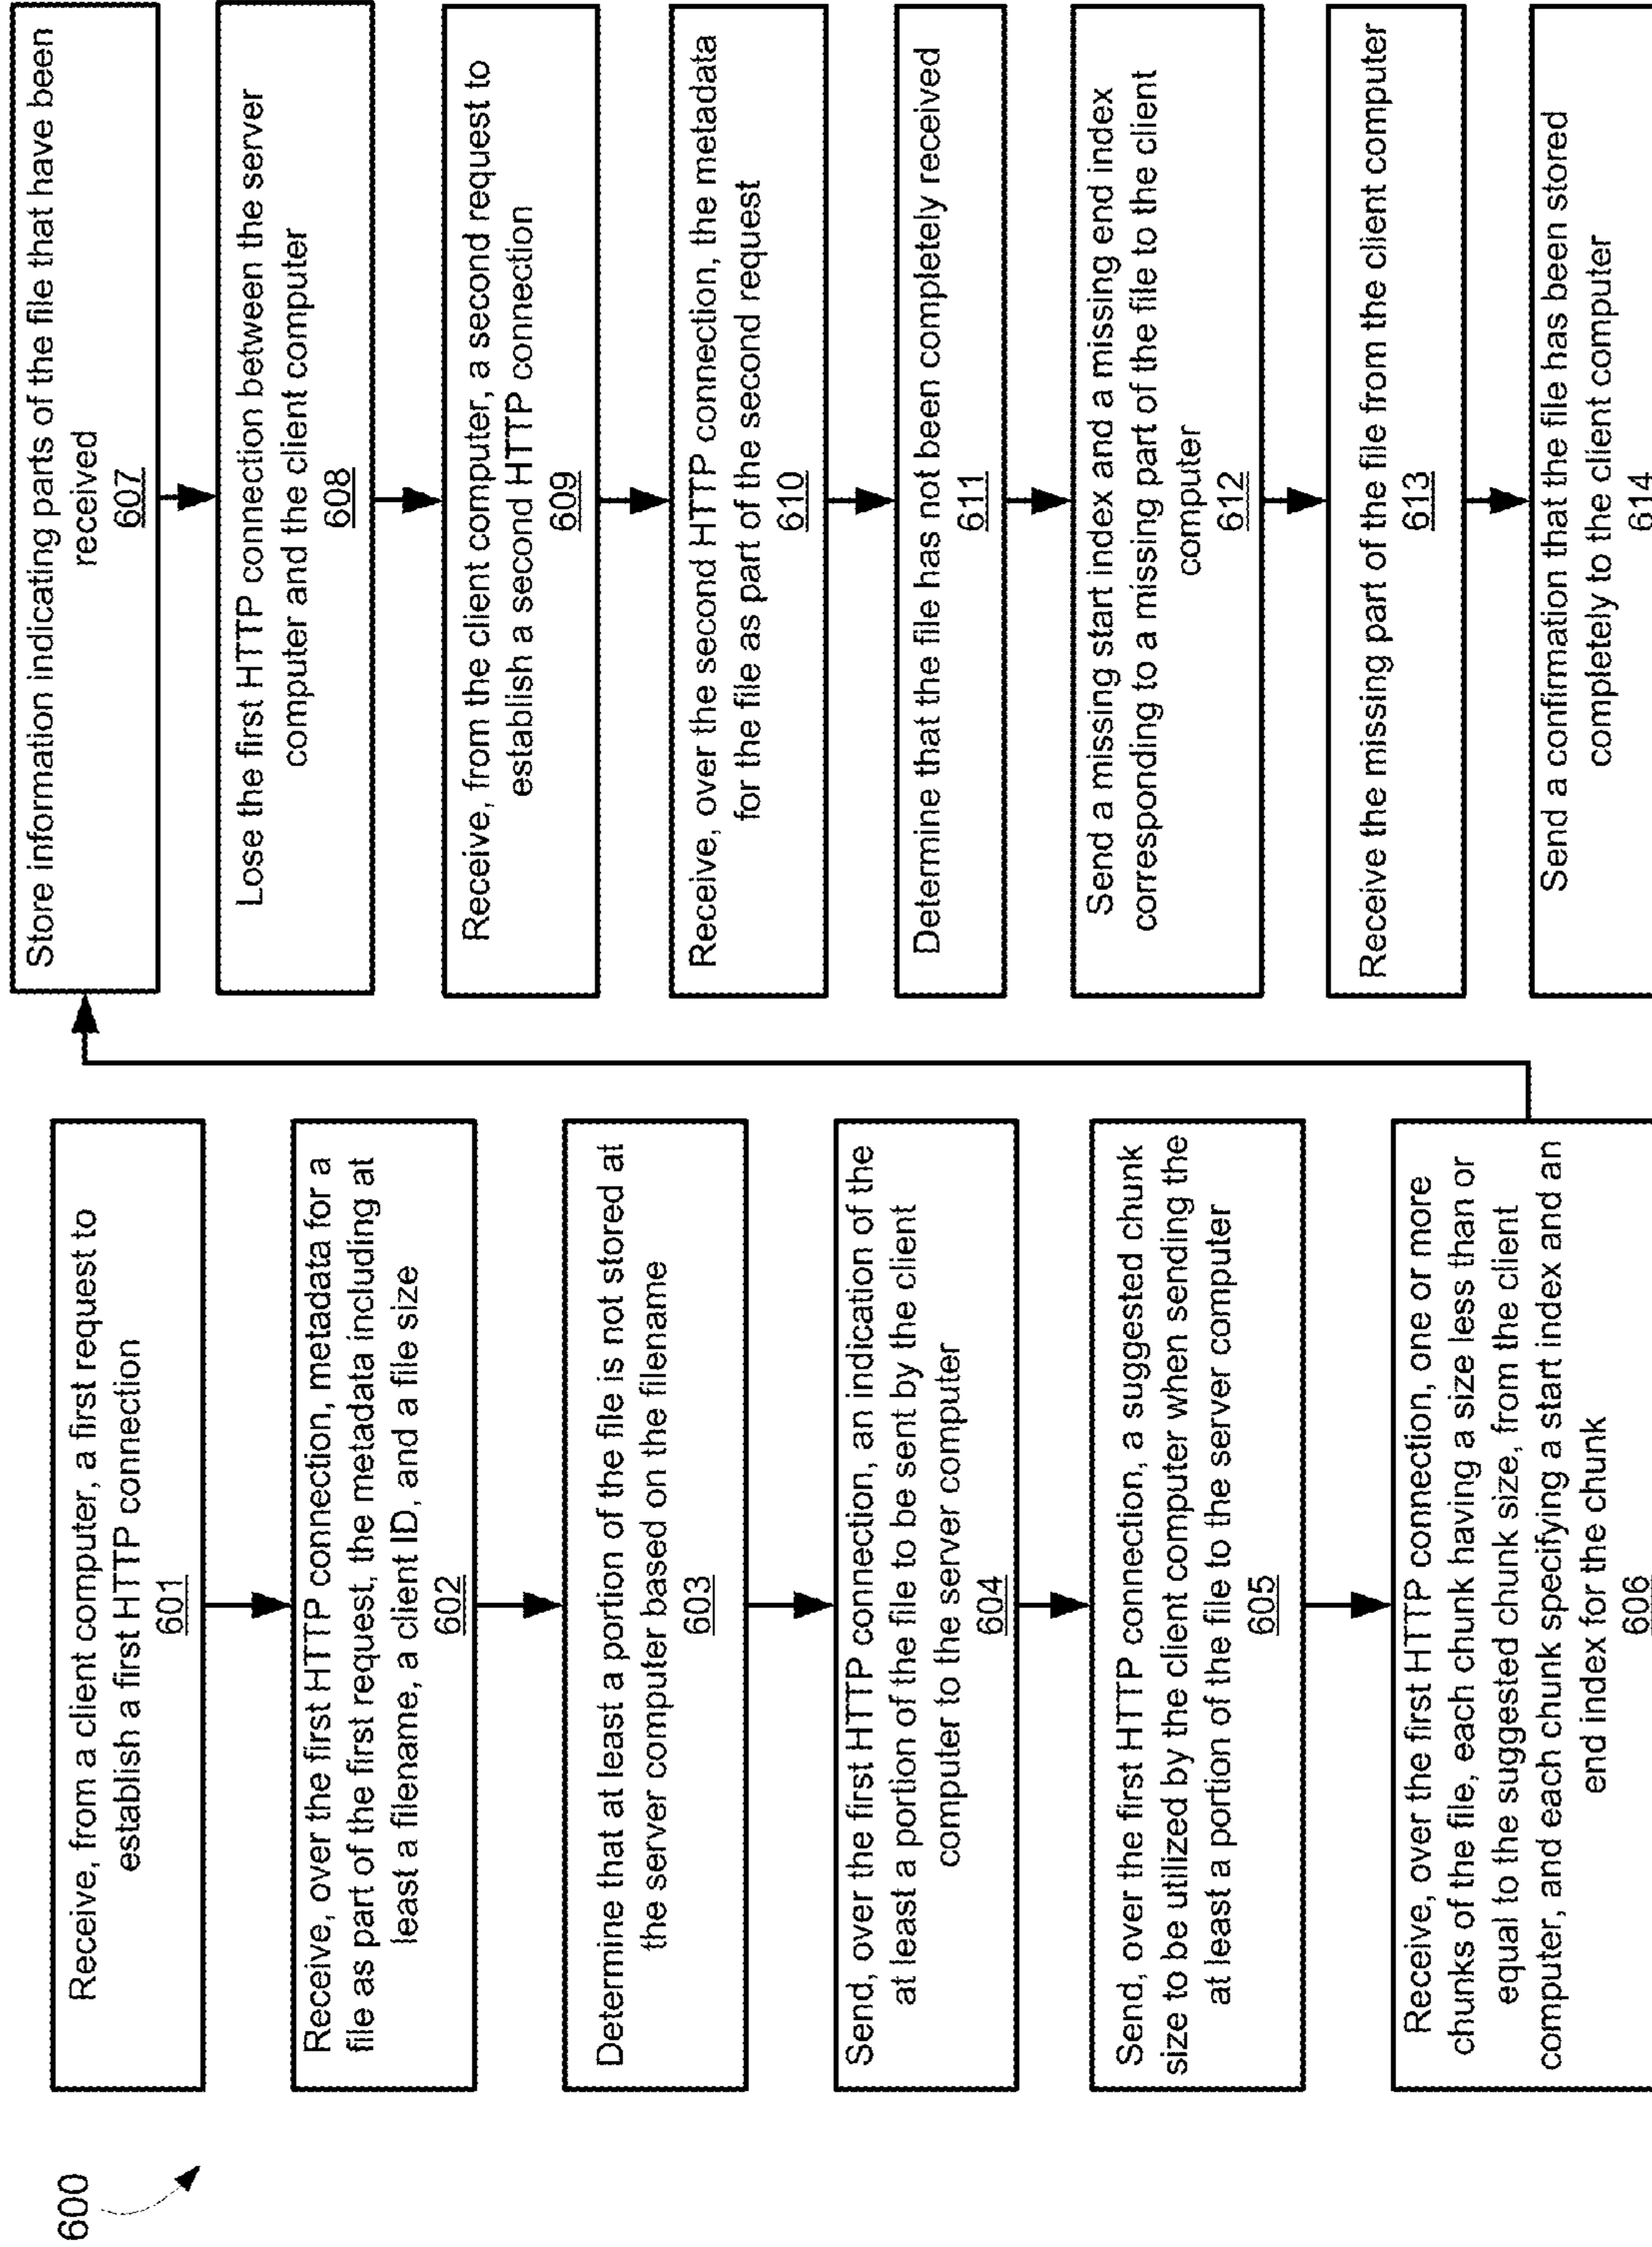 600
Receive, from a client computer, a first request to
establish a first HTTP connection
601
Receive, over the first HTTP connection, metadata for a
file as part of the first request, the metadata including at
least a filename, a client ID, and a file size
602
Determine that at least a portion of the file is not stored at
the server computer based on the filename
603
Send, over the first HTTP connection, an indication of the
at least a portion of the file to be sent by the client
computer to the server computer
604
Send, over the first HTTP connection, a suggested chunk
size to be utilized by the client computer when sending the
at least a portion of the file to the server computer
605
Receive, over the first HTTP connection, one or more
chunks of the file, each chunk having a size less than or
equal to the suggested chunk size, from the client
computer, and each chunk specifying a start index and an
end index for the chunk
606
Store information indicating parts of the file that have been
received
607
Lose the first HTTP connection between the server
computer and the client computer
608
Receive, from the client computer, a second request to
establish a second HTTP connection
609
Receive, over the second HTTP connection, the metadata
for the file as part of the second request
610
Determine that the file has not been completely received
611
Send a missing start index and a missing end index
corresponding to a missing part of the file to the client
computer
612
Receive the missing part of the file from the client computer
613
Send a confirmation that the file has been stored
completely to the client computer
614